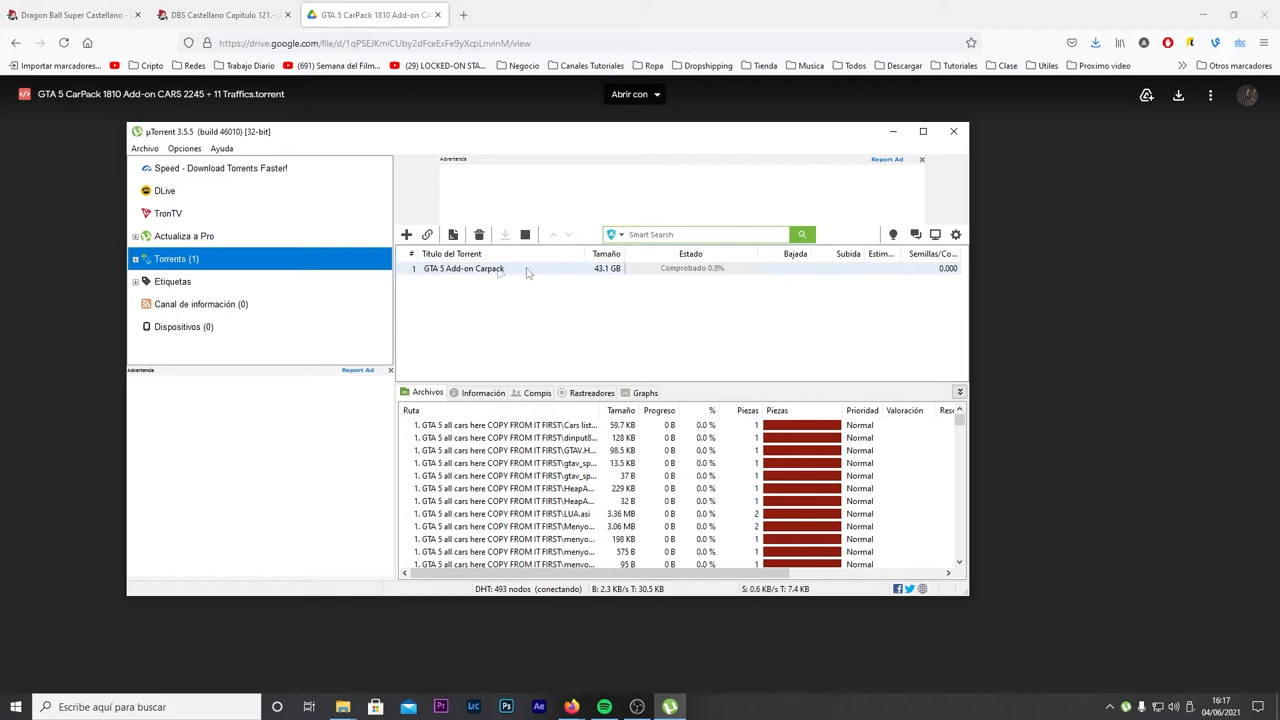 Dragon Ball Super Castellano -
DBS Castellano Capitulo 121.-
GTA 5 CarPack 1810 Add-on CA
https://drive.google.com/file/d/1qPSEJKmiCUby2dFceExFe9yXcpLnvinM/view
Importar marcadores...
Cripto
Redes
Trabajo Diario
(691) Semana del Film...
(29) LOCKED-ON STA...
Negocio
Canales Tutoriales
Ropa
Dropshipping
Tienda
Musica
Todos
Descargar
Tutoriales
Clase
Utiles
Proximo video
Otros marcadores
GTA 5 CarPack 1810 Add-on CARS 2245 + 11 Traffics.torrent
Abrir con
µTorrent 3.5.5 (build 46010) [32-bit]
Archivo Opciones Ayuda
Speed - Download Torrents Faster!
DLive
TronTV
Actualiza a Pro
Torrents (1)
Etiquetas
Canal de información (0)
Dispositivos (0)
Advertencia Report Ad
Advertencia Report Ad
Smart Search
# Título del Torrent Tamaño Estado Bajada Subida Estim... Semillas/Co...
1 GTA 5 Add-on Carpack 43.1 GB Comprobado 0.3% 0.000
Archivos Información Compis Rastreadores Graphs
Ruta Tamaño Progreso % Piezas Piezas Prioridad Valoración Reso
1. GTA 5 all cars here COPY FROM IT FIRST\Cars list... 59.7 KB 0 B 0.0 % 1 Normal
1. GTA 5 all cars here COPY FROM IT FIRST\dinput8... 128 KB 0 B 0.0 % 1 Normal
1. GTA 5 all cars here COPY FROM IT FIRST\GTAV.H... 98.5 KB 0 B 0.0 % 1 Normal
1. GTA 5 all cars here COPY FROM IT FIRST\gtav_sp... 13.5 KB 0 B 0.0 % 1 Normal
1. GTA 5 all cars here COPY FROM IT FIRST\gtav_sp... 37 B 0 B 0.0 % 1 Normal
1. GTA 5 all cars here COPY FROM IT FIRST\HeapA... 229 KB 0 B 0.0 % 1 Normal
1. GTA 5 all cars here COPY FROM IT FIRST\HeapA... 32 B 0 B 0.0 % 1 Normal
1. GTA 5 all cars here COPY FROM IT FIRST\LUA.asi 3.36 MB 0 B 0.0 % 2 Normal
1. GTA 5 all cars here COPY FROM IT FIRST\Menyo... 3.06 MB 0 B 0.0 % 2 Normal
1. GTA 5 all cars here COPY FROM IT FIRST\menyo... 198 KB 0 B 0.0 % 1 Normal
1. GTA 5 all cars here COPY FROM IT FIRST\menyo... 575 B 0 B 0.0 % 1 Normal
1. GTA 5 all cars here COPY FROM IT FIRST\menyo... 95 B 0 B 0.0 % 1 Normal
DHT: 493 nodos (conectando) B: 2.3 KB/s T: 30.5 KB S: 0.6 KB/s T: 7.4 KB
Escribe aquí para buscar
Pr
Lrc
Ps
Ae
16:17
04/06/2021